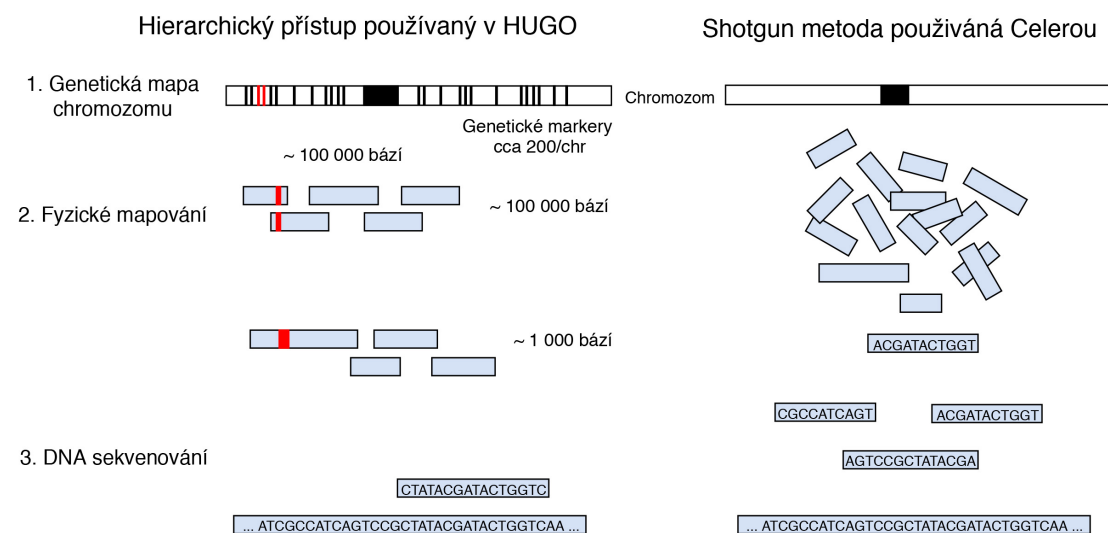 Hierarchický přístup používaný v HUGO
Shotgun metoda použiváná Celerou
1. Genetická mapa
chromozomu
Chromozom
Genetické markery
cca 200/chr
~ 100 000 bází
2. Fyzické mapování
~ 100 000 bází
~ 1 000 bází
ACGATACTGGT
CGCCATCAGT
ACGATACTGGT
3. DNA sekvenování
AGTCCGCTATACGA
CTATACGATACTGGTC
... ATCGCCATCAGTCCGCTATACGATACTGGTCAA ...
... ATCGCCATCAGTCCGCTATACGATACTGGTCAA ...